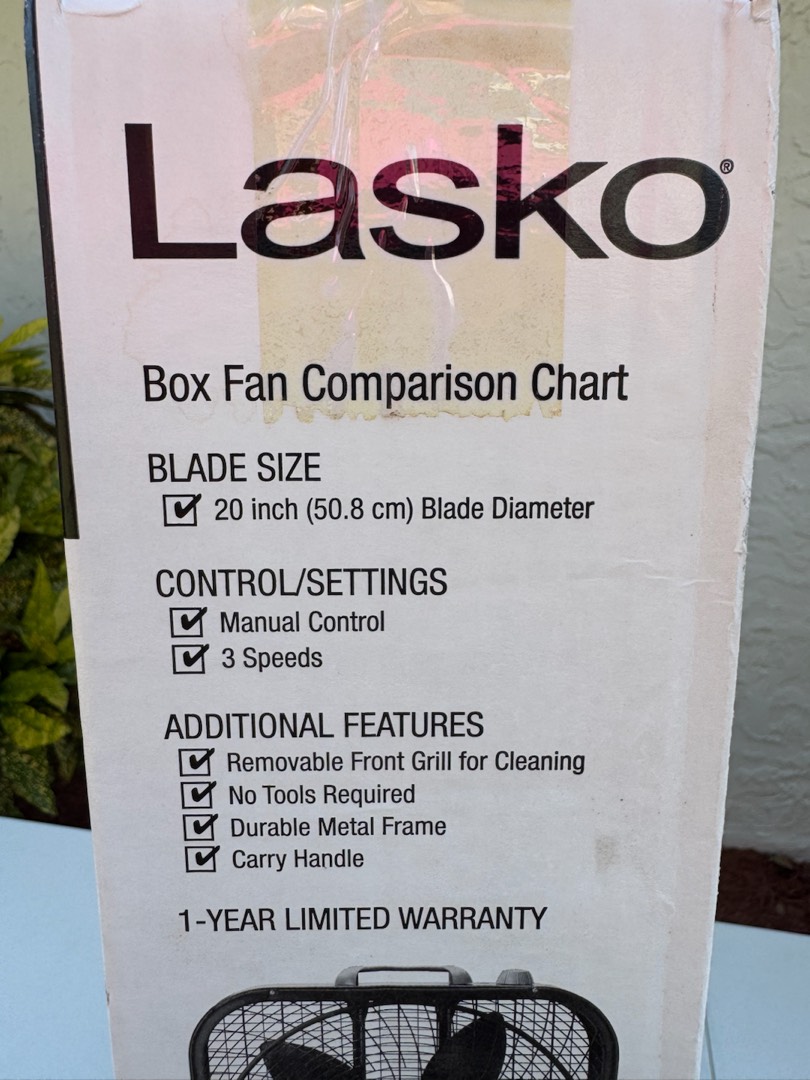 Lasko®
Box Fan Comparison Chart
BLADE SIZE
20 inch (50.8 cm) Blade Diameter
CONTROL/SETTINGS
Manual Control
3 Speeds
ADDITIONAL FEATURES
Removable Front Grill for Cleaning
No Tools Required
Durable Metal Frame
Carry Handle
1-YEAR LIMITED WARRANTY